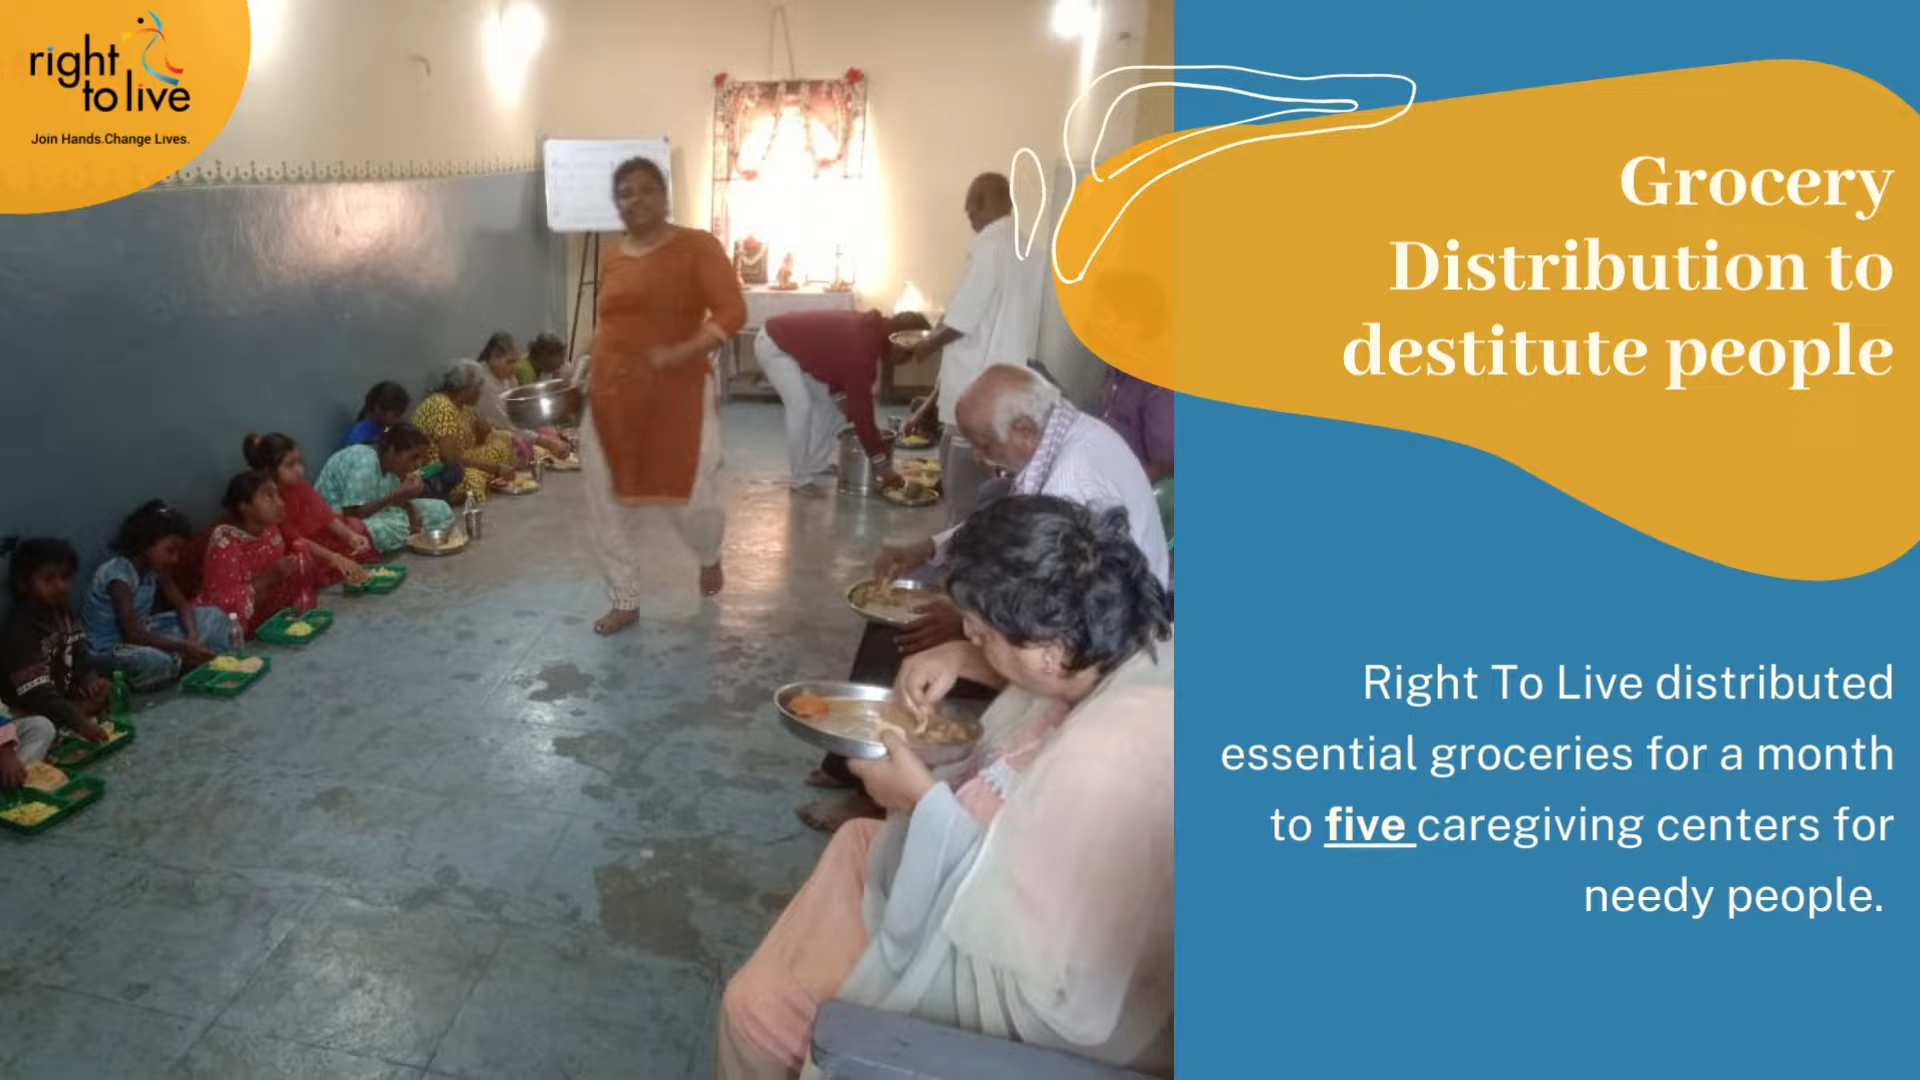 right
to live
Join Hands.Change Lives.
Grocery
Distribution to
destitute people
Right To Live distributed
essential groceries for a month
to five caregiving centers for
needy people.